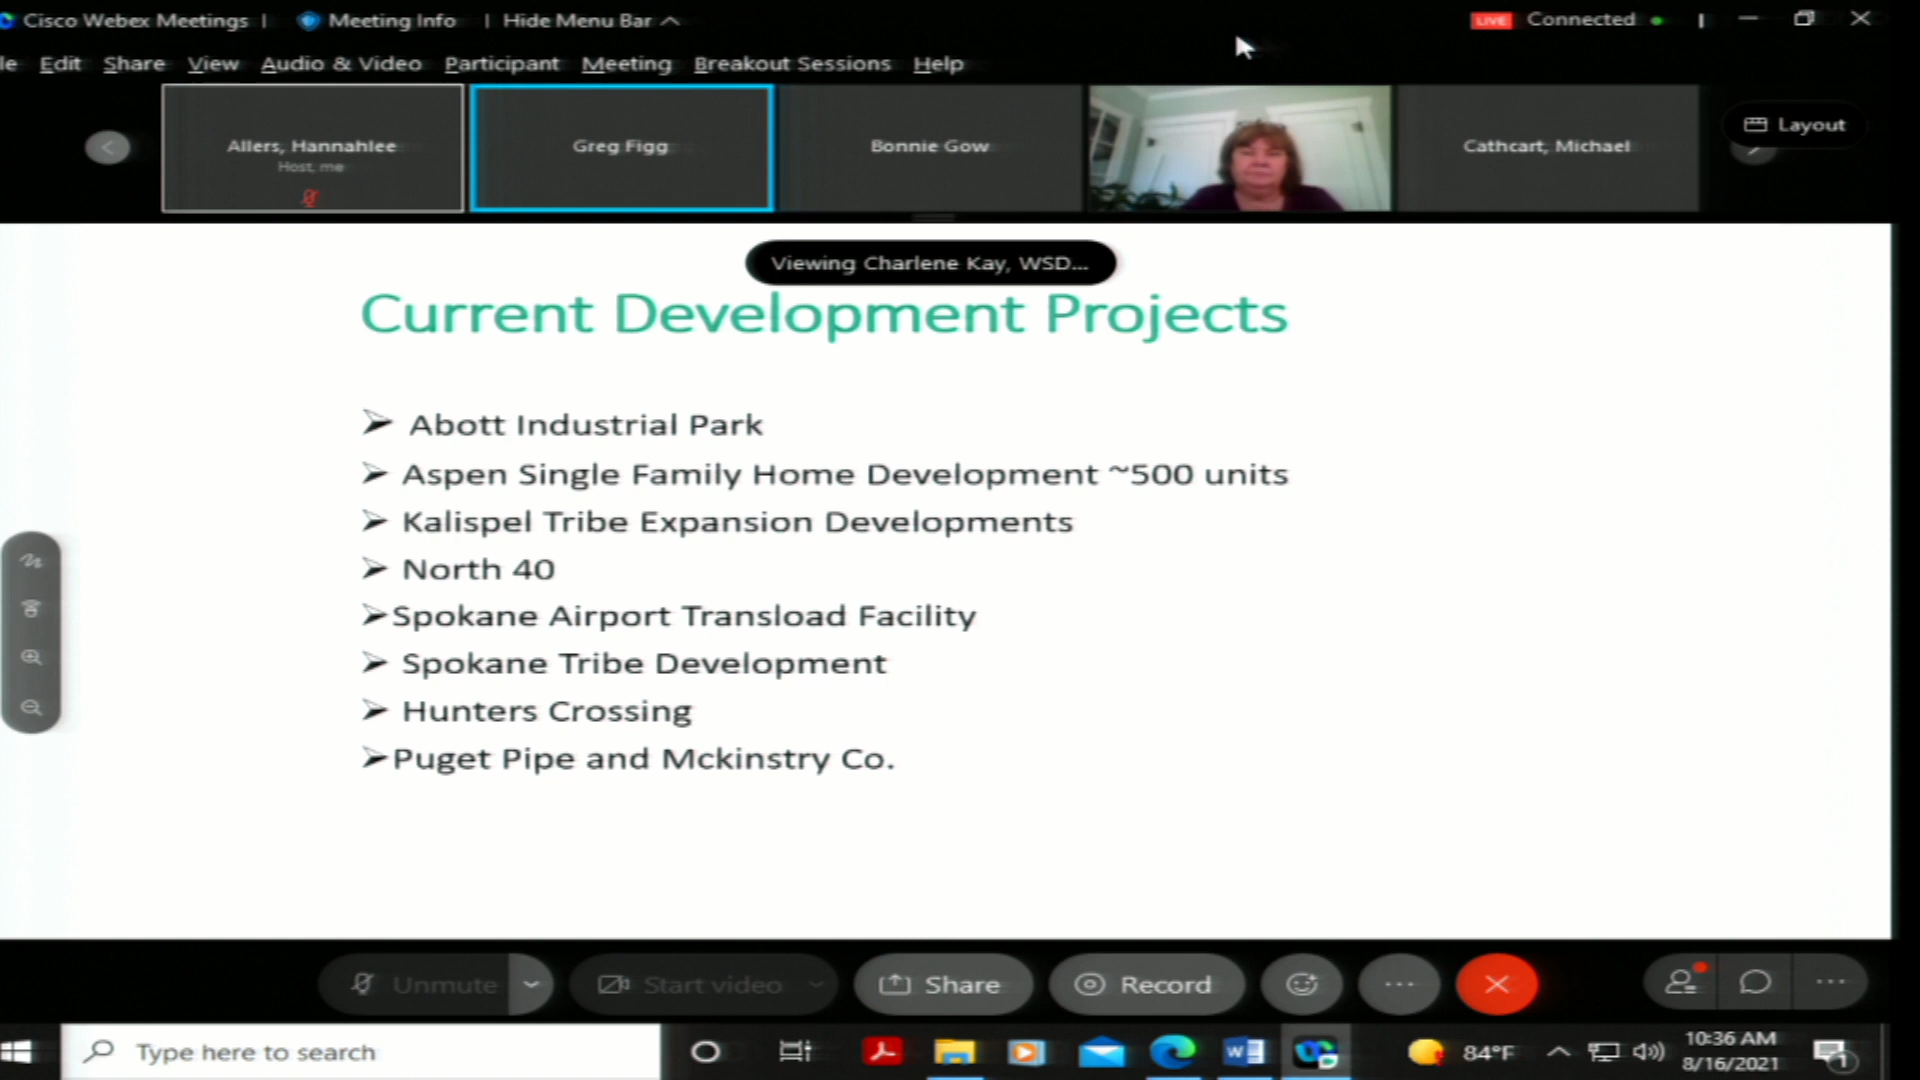 Cisco Webex Meetings | Meeting Info | Hide Menu Bar
LIVE Connected
le Edit Share View Audio & Video Participant Meeting Breakout Sessions Help
Allers, Hannahlee
Host, me
Greg Figg
Bonnie Gow
Cathcart, Michael
Layout
Viewing Charlene Kay, WSD...
Current Development Projects
Abott Industrial Park
Aspen Single Family Home Development ~500 units
Kalispel Tribe Expansion Developments
North 40
Spokane Airport Transload Facility
Spokane Tribe Development
Hunters Crossing
Puget Pipe and Mckinstry Co.
Unmute
Start video
Share
Record
Type here to search
84°F
10:36 AM
8/16/2021
1